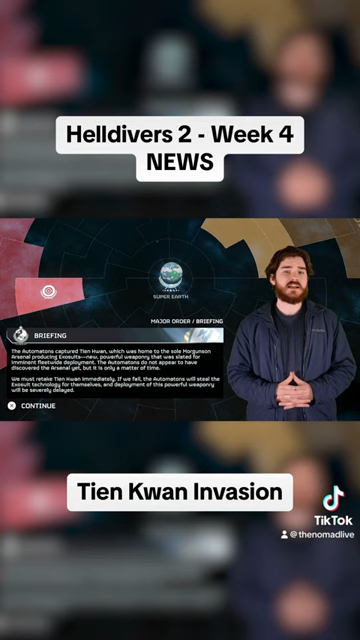 Helldivers 2 - Week 4
NEWS
SUPER EARTH
MAJOR ORDER / BRIEFING
BRIEFING
The Automatons captured Tien Kwan, which was home to the sole Morgunson
Arsenal producing Exosuits—new, powerful weaponry that was slated for
imminent fleetwide deployment. The Automatons do not appear to have
discovered the Arsenal yet, but it is only a matter of time.
We must retake Tien Kwan immediately. If we fail, the Automatons will steal the
Exosuit technology for themselves, and deployment of this powerful weaponry
will be severely delayed.
CONTINUE
Tien Kwan Invasion
TikTok
@thenomadlive